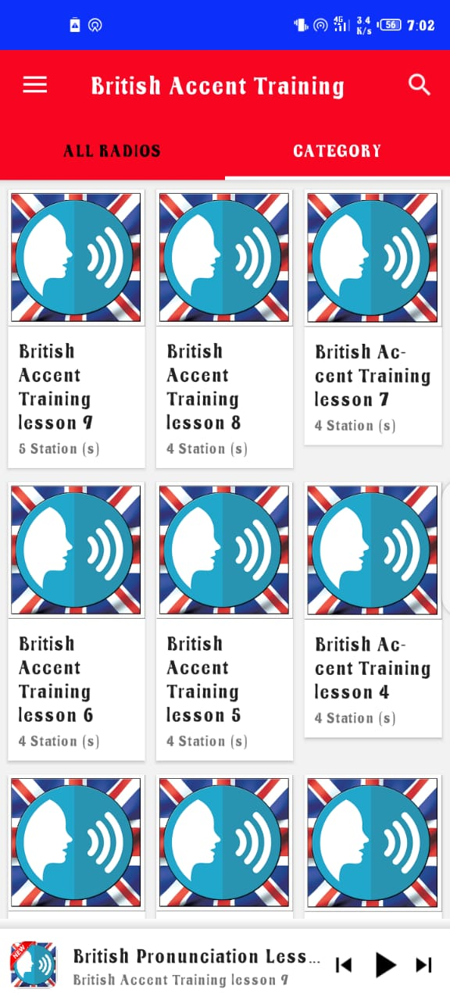 4G
3.4
K/s
56
7:02
British Accent Training
ALL RADIOS
CATEGORY
British
Accent
Training
lesson 9
5 Station (s)
British
Accent
Training
lesson 8
4 Station (s)
British Ac-
cent Training
lesson 7
4 Station (s)
British
Accent
Training
lesson 6
4 Station (s)
British
Accent
Training
lesson 5
4 Station (s)
British Ac-
cent Training
lesson 4
4 Station (s)
NEW
British Pronunciation Less...
British Accent Training lesson 9